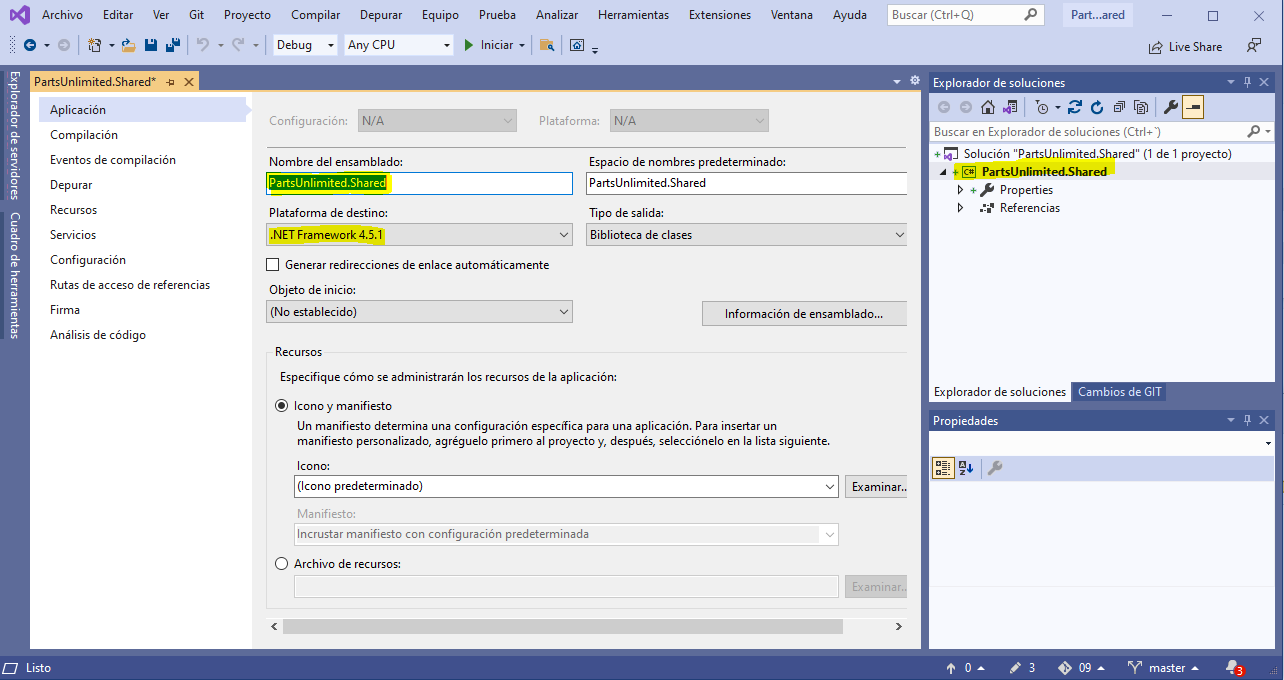 Archivo Editar Ver Git Proyecto Compilar Depurar Equipo Prueba Analizar Herramientas Extensiones Ventana Ayuda Buscar (Ctrl+Q) Part...ared
Debug Any CPU Iniciar Live Share
Explorador de servidores
Cuadro de herramientas
PartsUnlimited.Shared*
Aplicación
Compilación
Eventos de compilación
Depurar
Recursos
Servicios
Configuración
Rutas de acceso de referencias
Firma
Análisis de código
Configuración: N/A Plataforma: N/A
Nombre del ensamblado: Espacio de nombres predeterminado:
PartsUnlimited.Shared PartsUnlimited.Shared
Plataforma de destino: Tipo de salida:
.NET Framework 4.5.1 Biblioteca de clases
Generar redirecciones de enlace automáticamente
Objeto de inicio:
(No establecido) Información de ensamblado...
Recursos
Especifique cómo se administrarán los recursos de la aplicación:
Icono y manifiesto
Un manifiesto determina una configuración específica para una aplicación. Para insertar un
manifiesto personalizado, agréguelo primero al proyecto y, después, selecciónelo en la lista siguiente.
Icono:
(Icono predeterminado) Examinar..
Manifiesto:
Incrustar manifiesto con configuración predeterminada
Archivo de recursos:
Examinar..
Explorador de soluciones
Buscar en Explorador de soluciones (Ctrl+`)
Solución "PartsUnlimited.Shared" (1 de 1 proyecto)
C# PartsUnlimited.Shared
Properties
Referencias
Explorador de soluciones Cambios de GIT
Propiedades
Listo 0 3 09 master 3